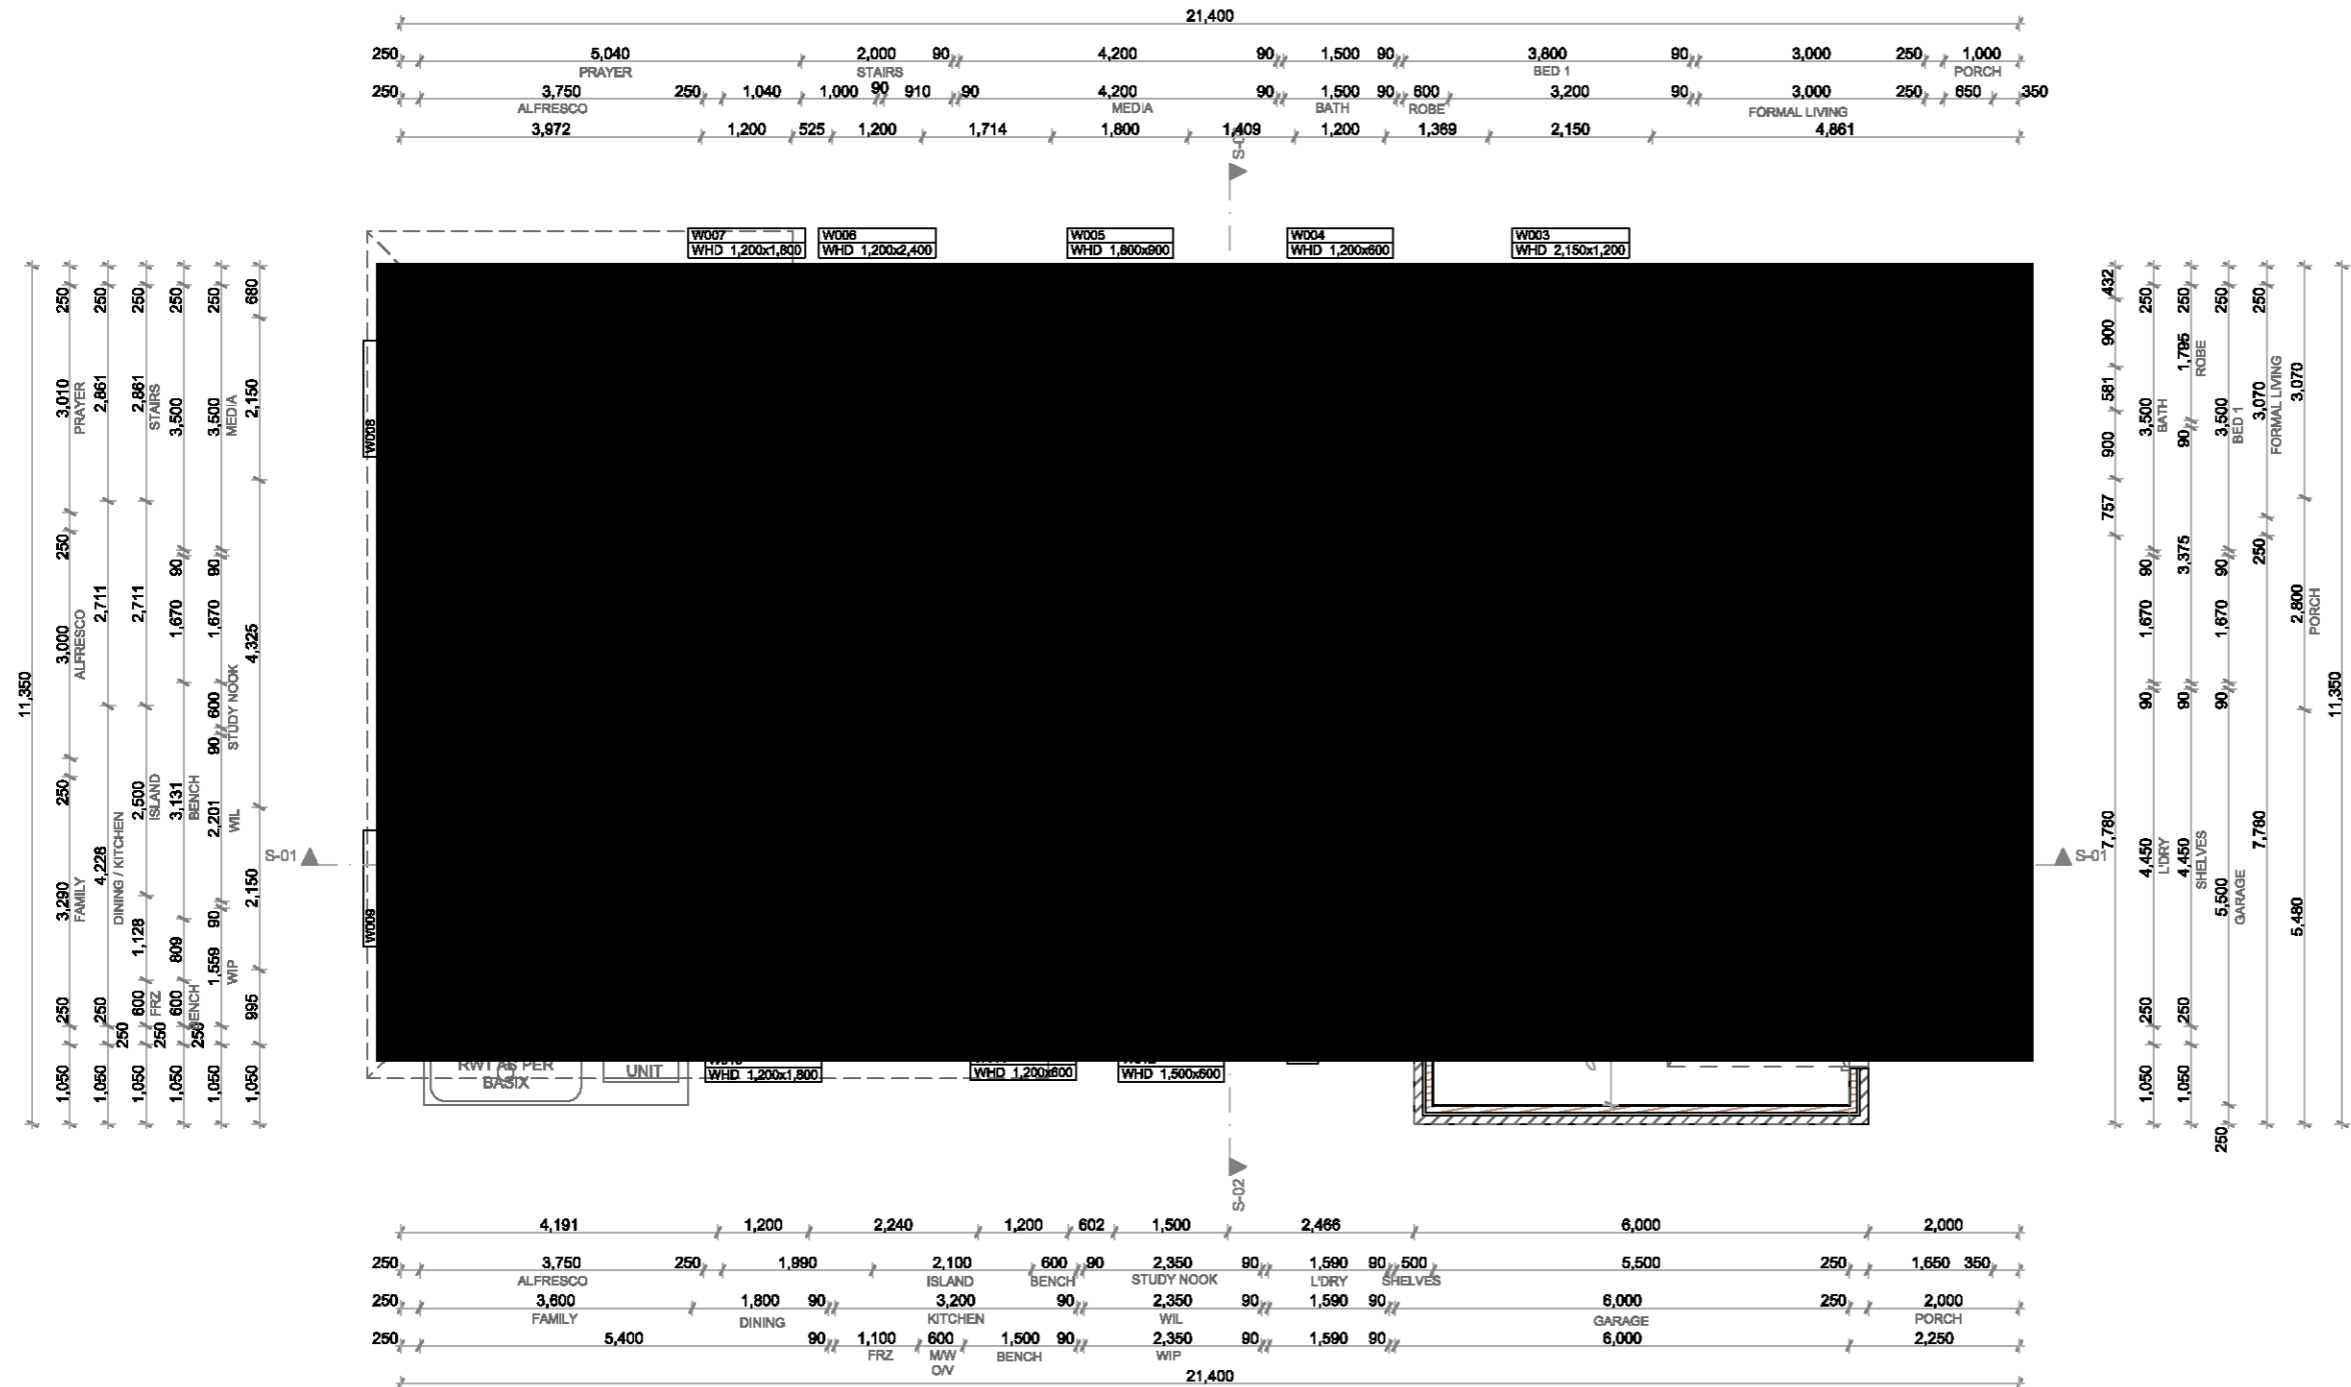 21,400
250 5,040 2,000 90 4,200 90 1,500 90 3,800 90 3,000 250 1,000
PRAYER STAIRS BED 1 PORCH
250 3,750 250 1,040 1,000 90 910 90 4,200 90 1,500 90 600 3,200 90 3,000 250 650 350
ALFRESCO MEDIA BATH ROBE FORMAL LIVING
3,972 1,200 525 1,200 1,714 1,800 1,409 1,200 1,369 2,150 4,861
W007
WHD 1,200x1,800
W006
WHD 1,200x2,400
W005
WHD 1,800x900
W004
WHD 1,200x600
W003
WHD 2,150x1,200
11,350
250 3,010 250 3,000 250 3,290 250 1,050
PRAYER ALFRESCO FAMILY
250 2,861 2,711 4,228 250 1,050
DINING / KITCHEN
250 2,861 2,711 2,500 1,128 600 250 1,050
STAIRS ISLAND FRZ
250 3,500 90 1,670 3,131 809 600 250 1,050
BENCH BENCH
250 3,500 90 1,670 600 90 2,201 90 1,559 250 1,050
MEDIA STUDY NOOK WIL WIP
680 2,150 4,325 2,150 995 1,050
W008
W009
S-01
S-01
432 900 581 900 757 7,780
250 3,500 90 1,670 90 4,450 250 1,050
BATH L'DRY
250 1,795 90 3,375 90 4,450 250 1,050
ROBE SHELVES
250 3,500 90 1,670 90 5,500 250
BED 1 GARAGE
250 3,070 250 7,780
FORMAL LIVING
3,070 2,800 5,480
PORCH
11,350
RWT AS PER
BASIX
UNIT
WHD 1,200x1,800
WHD 1,200x600
WHD 1,500x600
S-02
4,191 1,200 2,240 1,200 602 1,500 2,466 6,000 2,000
250 3,750 250 1,990 2,100 600 90 2,350 90 1,590 90 500 5,500 250 1,650 350
ALFRESCO ISLAND BENCH STUDY NOOK L'DRY SHELVES
250 3,600 1,800 90 3,200 90 2,350 90 1,590 90 6,000 250 2,000
FAMILY DINING KITCHEN WIL GARAGE PORCH
250 5,400 90 1,100 600 1,500 90 2,350 90 1,590 90 6,000 2,250
FRZ M/W BENCH WIP
O/V
21,400